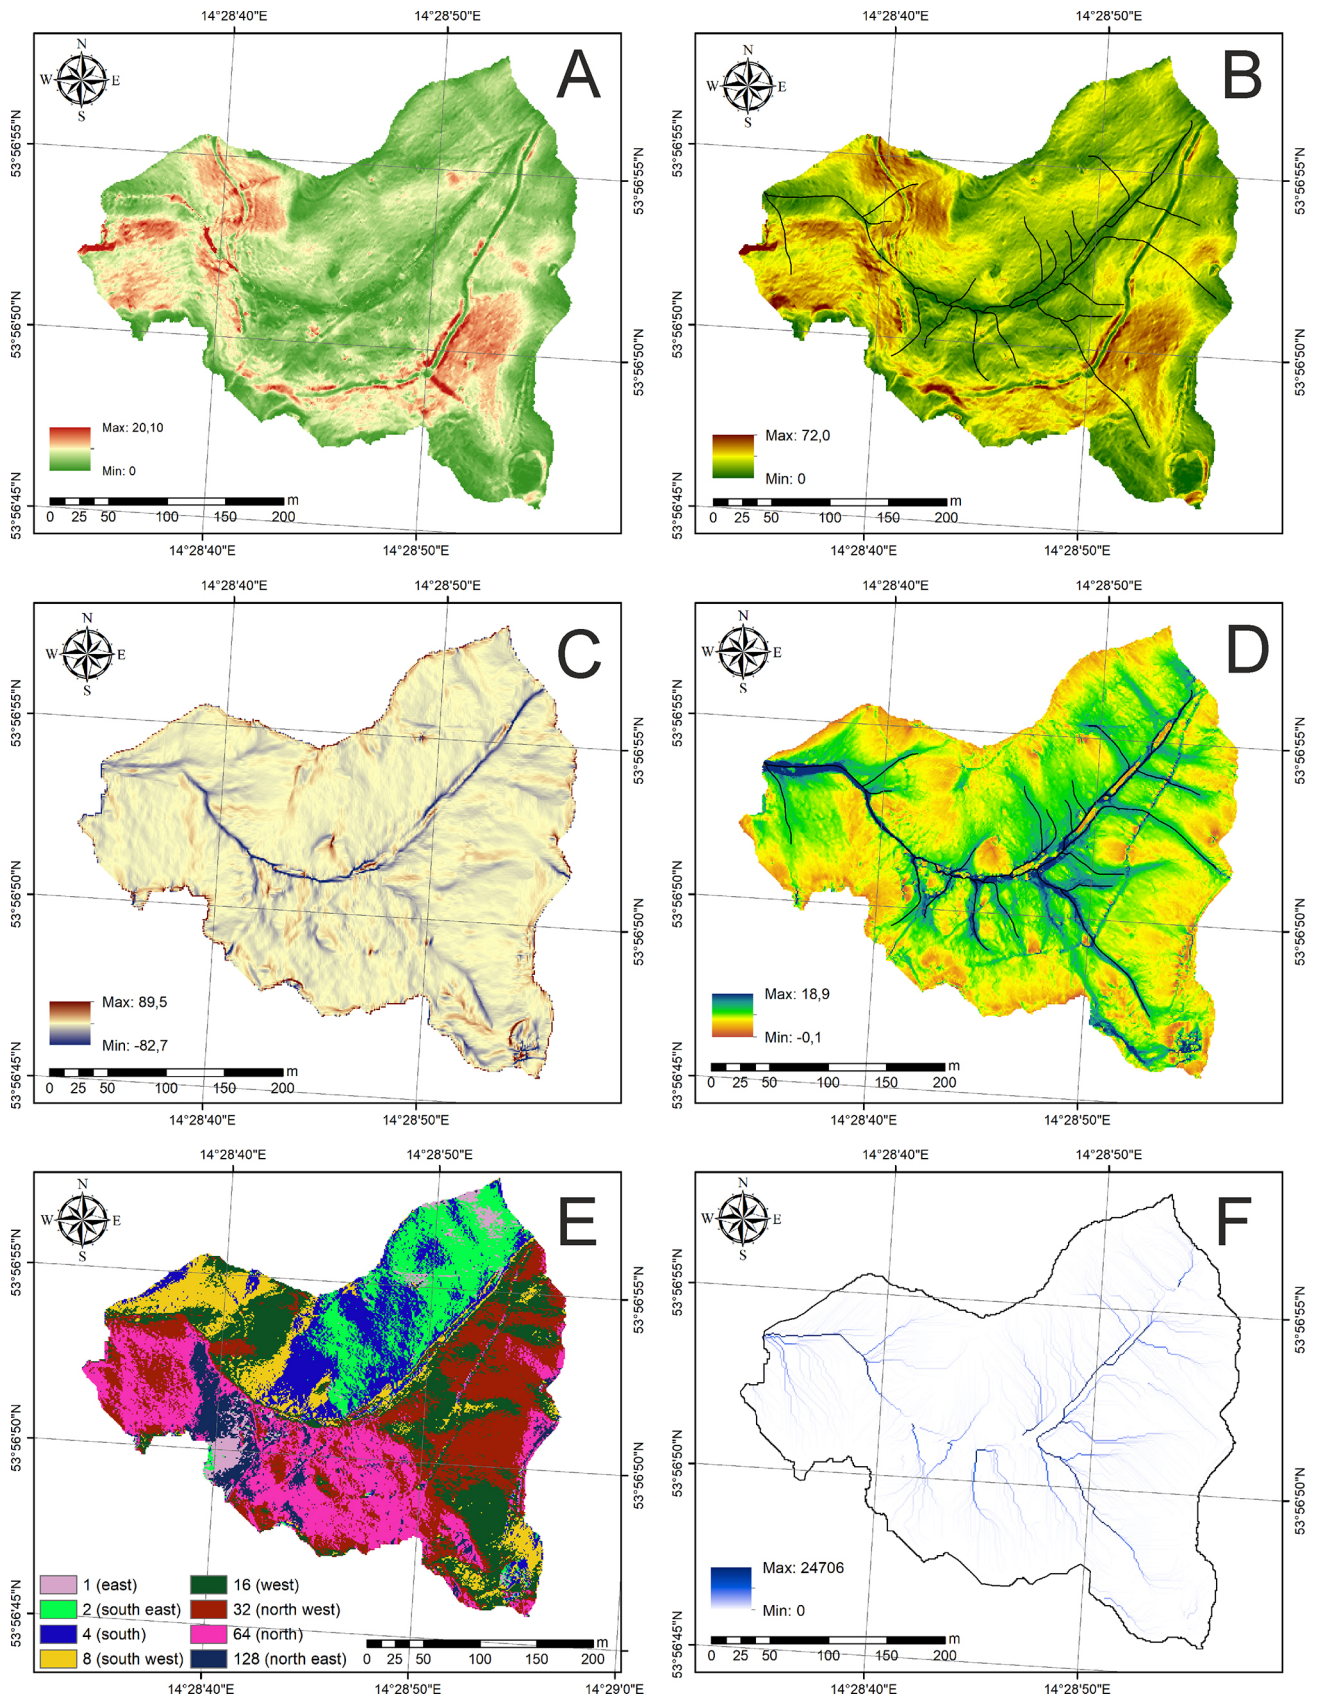 14°28'40"E 14°28'50"E
14°28'40"E 14°28'50"E
A
N
W E
S
53°56'55"N
53°56'50"N
53°56'45"N
53°56'55"N
53°56'50"N
Max: 20,10
Min: 0
0 25 50 100 150 200 m
14°28'40"E 14°28'50"E
B
N
W E
S
53°56'55"N
53°56'50"N
53°56'45"N
53°56'55"N
53°56'50"N
Max: 72,0
Min: 0
0 25 50 100 150 200 m
14°28'40"E 14°28'50"E
14°28'40"E 14°28'50"E
C
N
W E
S
53°56'55"N
53°56'50"N
53°56'45"N
53°56'55"N
53°56'50"N
Max: 89,5
Min: -82,7
0 25 50 100 150 200 m
14°28'40"E 14°28'50"E
14°28'40"E 14°28'50"E
D
N
W E
S
53°56'55"N
53°56'50"N
53°56'45"N
53°56'55"N
53°56'50"N
Max: 18,9
Min: -0,1
0 25 50 100 150 200 m
14°28'40"E 14°28'50"E
14°28'40"E 14°28'50"E
E
N
W E
S
53°56'55"N
53°56'50"N
53°56'45"N
53°56'55"N
53°56'50"N
1 (east)
2 (south east)
4 (south)
8 (south west)
16 (west)
32 (north west)
64 (north)
128 (north east)
0 25 50 100 150 200 m
14°28'40"E 14°28'50"E 14°29'0"E
14°28'40"E 14°28'50"E
F
N
W E
S
53°56'55"N
53°56'50"N
53°56'45"N
53°56'55"N
53°56'50"N
Max: 24706
Min: 0
0 25 50 100 150 200 m
14°28'40"E 14°28'50"E